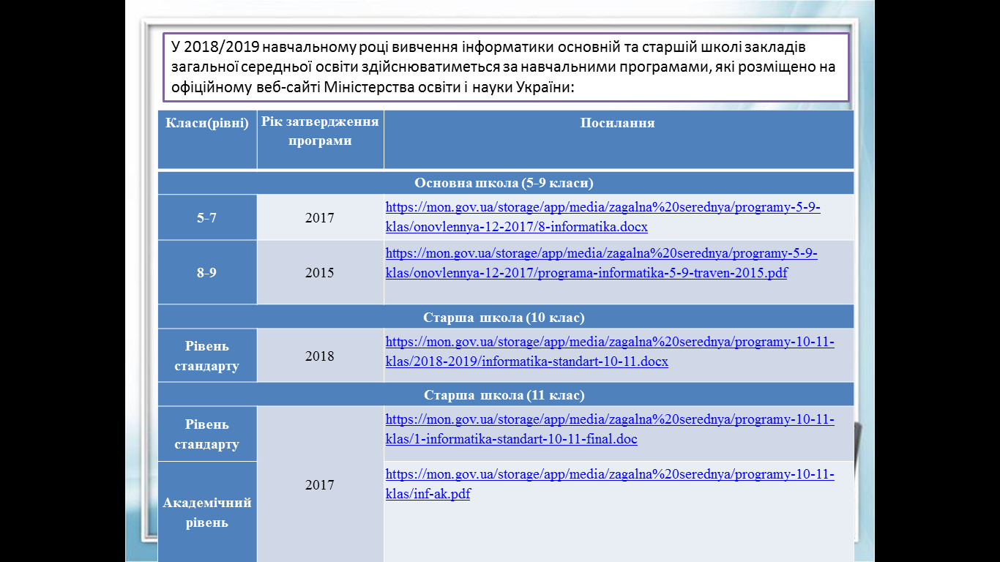 У 2018/2019 навчальному році вивчення інформатики основній та старшій школі закладів
загальної середньої освіти здійснюватиметься за навчальними програмами, які розміщено на
офіційному веб-сайті Міністерства освіти і науки України:
Класи(рівні)
Рік затвердження
програми
Посилання
Основна школа (5-9 класи)
5-7
2017
https://mon.gov.ua/storage/app/media/zagalna%20serednya/programy-5-9-
klas/onovlennya-12-2017/8-informatika.docx
8-9
2015
https://mon.gov.ua/storage/app/media/zagalna%20serednya/programy-5-9-
klas/onovlennya-12-2017/programa-informatika-5-9-traven-2015.pdf
Старша школа (10 клас)
Рівень
стандарту
2018
https://mon.gov.ua/storage/app/media/zagalna%20serednya/programy-10-11-
klas/2018-2019/informatika-standart-10-11.docx
Старша школа (11 клас)
Рівень
стандарту
2017
https://mon.gov.ua/storage/app/media/zagalna%20serednya/programy-10-11-
klas/1-informatika-standart-10-11-final.doc
Академічний
рівень
https://mon.gov.ua/storage/app/media/zagalna%20serednya/programy-10-11-
klas/inf-ak.pdf